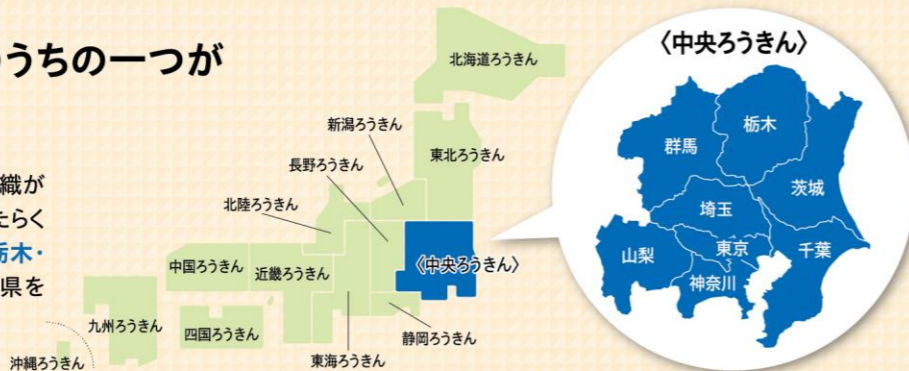 うちの一つが
織が
たらく
栃木・
県を
北海道ろうきん
新潟ろうきん
東北ろうきん
長野ろうきん
北陸ろうきん
中国ろうきん
近畿ろうきん
〈中央ろうきん〉
九州ろうきん
四国ろうきん
静岡ろうきん
東海ろうきん
沖縄ろうきん
〈中央ろうきん〉
栃木
群馬
茨城
埼玉
山梨
東京
千葉
神奈川